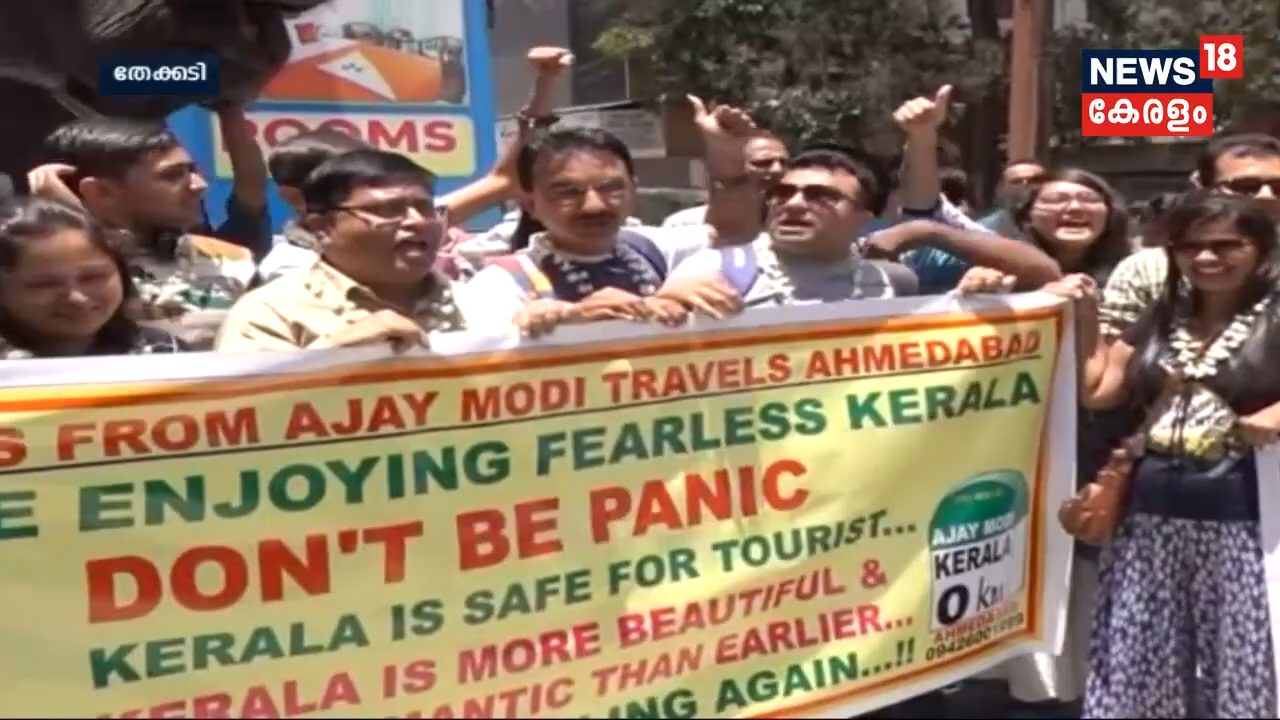 തേക്കടി
NEWS 18
കേരളം
ROOMS
FROM AJAY MODI TRAVELS AHMEDABAD
ENJOYING FEARLESS KERALA
DON'T BE PANIC
KERALA IS SAFE FOR TOURIST...
KERALA IS MORE BEAUTIFUL &
THAN EARLIER...
AGAIN...!!
AJAY MODI
KERALA
0 km
AHMEDABAD